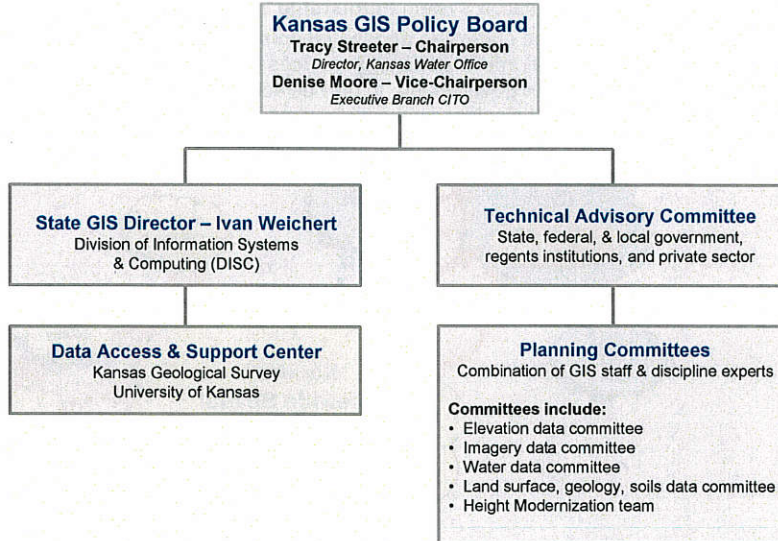 Kansas GIS Policy Board
Tracy Streeter – Chairperson
Director, Kansas Water Office
Denise Moore – Vice-Chairperson
Executive Branch CITO
State GIS Director – Ivan Weichert
Division of Information Systems
& Computing (DISC)
Technical Advisory Committee
State, federal, & local government,
regents institutions, and private sector
Data Access & Support Center
Kansas Geological Survey
University of Kansas
Planning Committees
Combination of GIS staff & discipline experts
Committees include:
• Elevation data committee
• Imagery data committee
• Water data committee
• Land surface, geology, soils data committee
• Height Modernization team